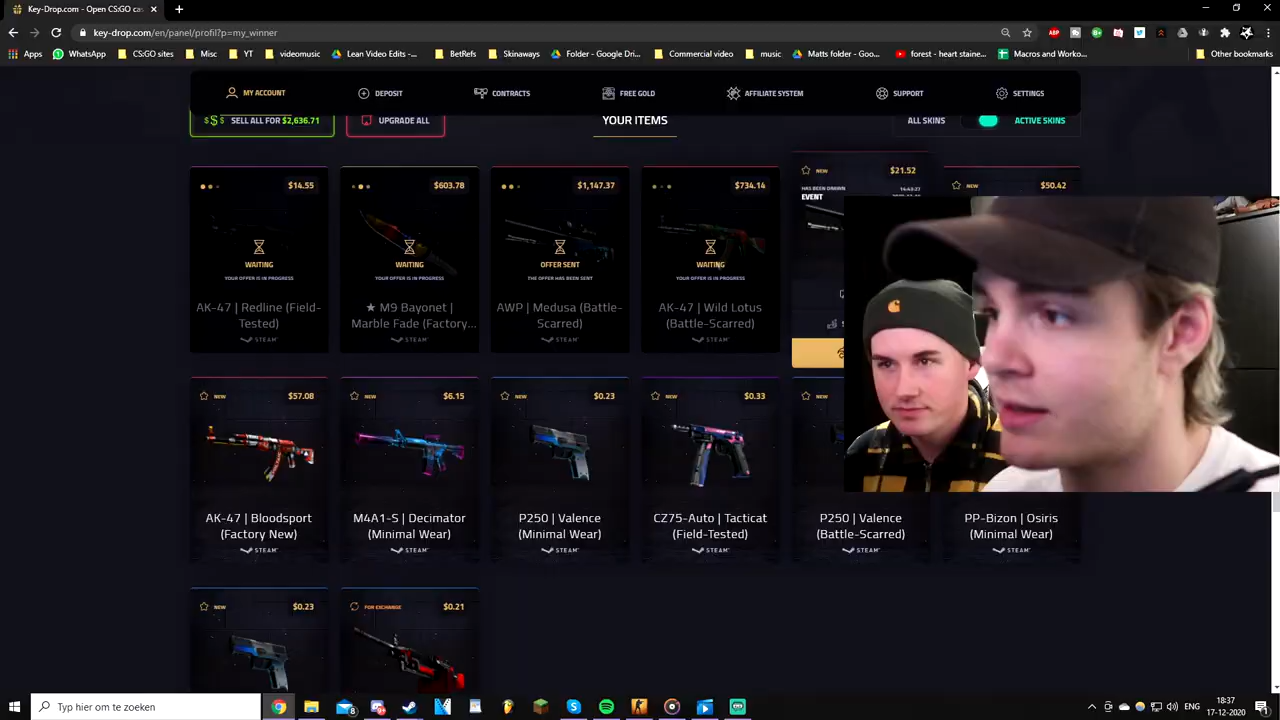 Key-Drop.com - Open CS:GO cas
key-drop.com/en/panel/profil?p=my_winner
Apps WhatsApp CS:GO sites Misc YT videomusic Lean Video Edits -... BetRefs Skinaways Folder - Google Dri... Commercial video music Matts folder - Goo... forest - heart staine... Macros and Worko... Other bookmarks
MY ACCOUNT DEPOSIT CONTRACTS FREE GOLD AFFILIATE SYSTEM SUPPORT SETTINGS
SELL ALL FOR $2,636.71 UPGRADE ALL YOUR ITEMS ALL SKINS ACTIVE SKINS
$14.55
WAITING
YOUR OFFER IS IN PROGRESS
AK-47 | Redline (Field-
Tested)
STEAM
$603.78
WAITING
YOUR OFFER IS IN PROGRESS
★ M9 Bayonet |
Marble Fade (Factory...
STEAM
$1,147.37
OFFER SENT
THE OFFER HAS BEEN SENT
AWP | Medusa (Battle-
Scarred)
STEAM
$734.14
WAITING
YOUR OFFER IS IN PROGRESS
AK-47 | Wild Lotus
(Battle-Scarred)
STEAM
NEW $21.52
HAS BEEN DRAWN
EVENT
NEW $50.42
NEW $57.08
AK-47 | Bloodsport
(Factory New)
STEAM
NEW $6.15
M4A1-S | Decimator
(Minimal Wear)
STEAM
NEW $0.23
P250 | Valence
(Minimal Wear)
STEAM
NEW $0.33
CZ75-Auto | Tacticat
(Field-Tested)
STEAM
NEW
P250 | Valence
(Battle-Scarred)
STEAM
PP-Bizon | Osiris
(Minimal Wear)
STEAM
NEW $0.23
FOR EXCHANGE $0.21
Typ hier om te zoeken
ENG
18:37
17-12-2020